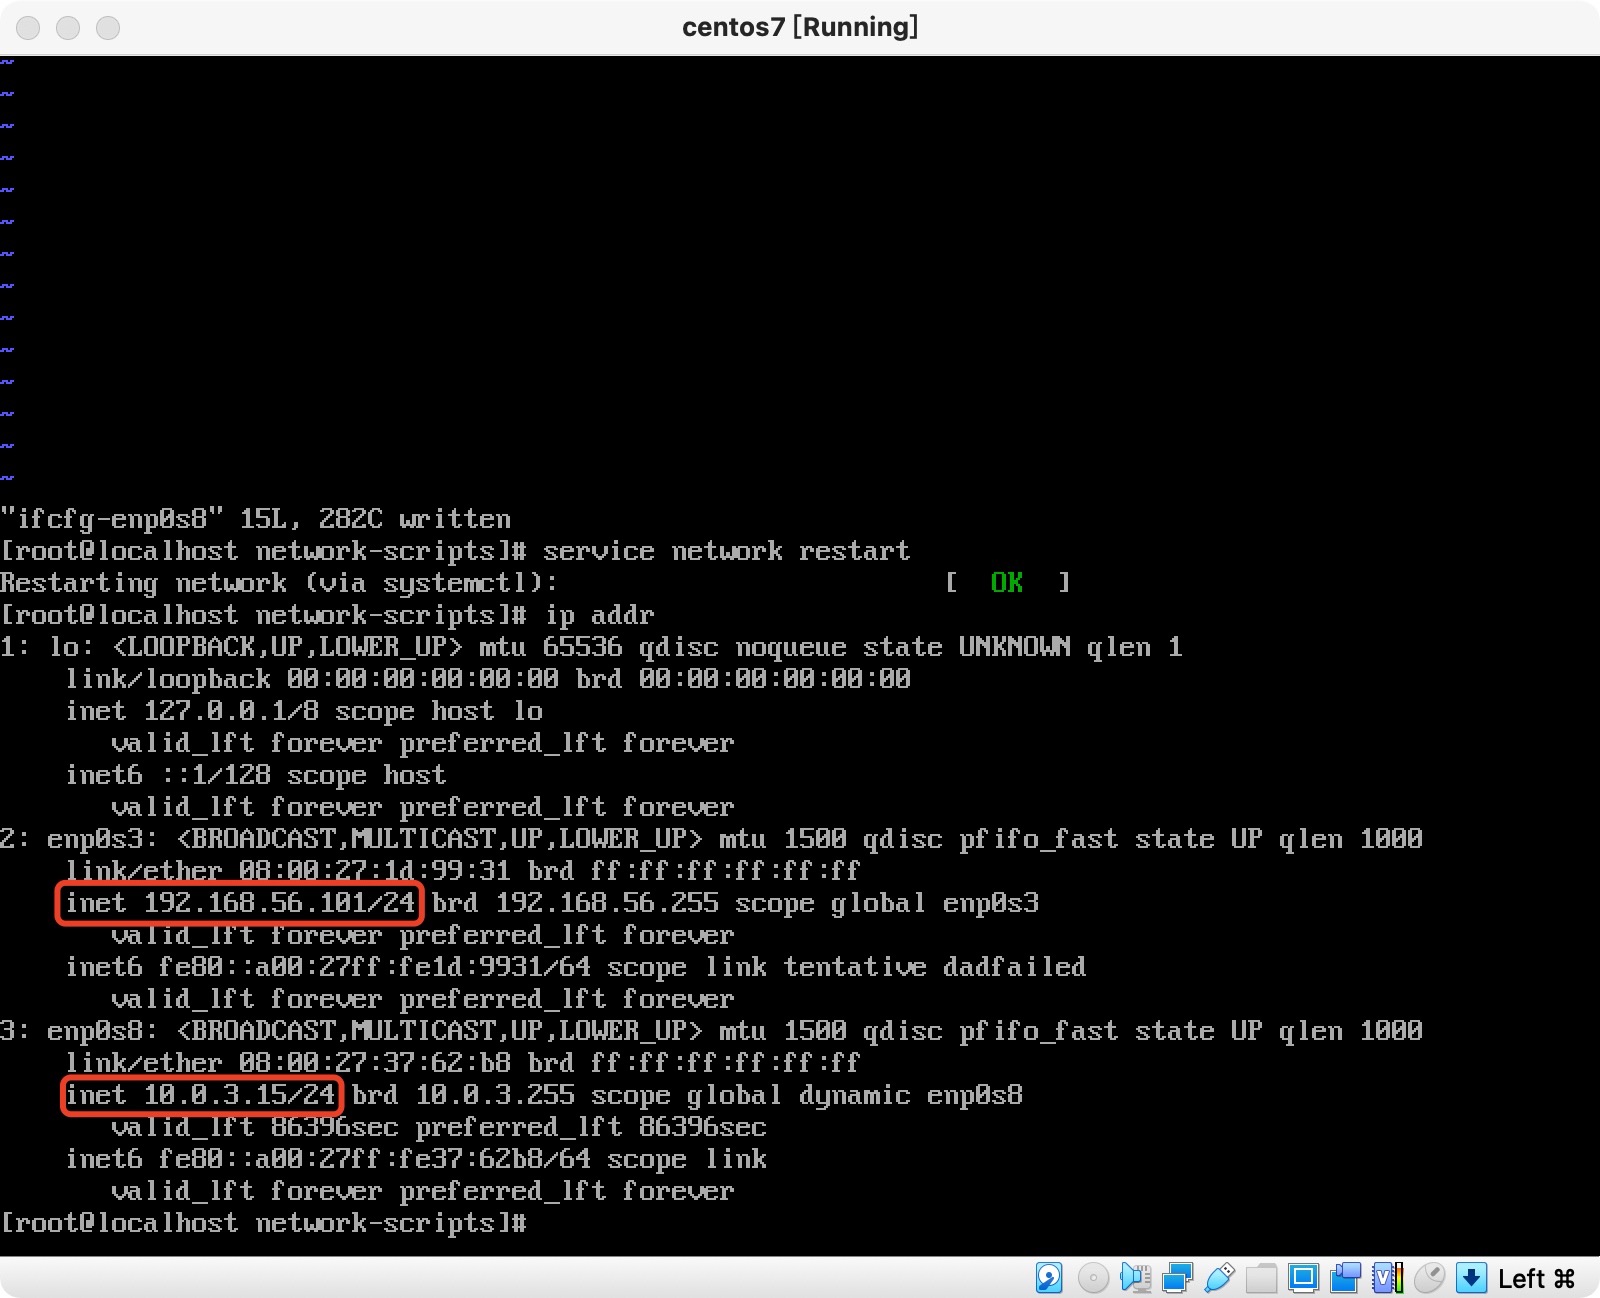 centos7 [Running]
~
~
~
~
~
~
~
~
~
~
~
~
~
~
"ifcfg-enp0s8" 15L, 282C written
[root@localhost network-scripts]# service network restart
Restarting network (via systemctl):                        [  OK  ]
[root@localhost network-scripts]# ip addr
1: lo: <LOOPBACK,UP,LOWER_UP> mtu 65536 qdisc noqueue state UNKNOWN qlen 1
    link/loopback 00:00:00:00:00:00 brd 00:00:00:00:00:00
    inet 127.0.0.1/8 scope host lo
       valid_lft forever preferred_lft forever
    inet6 ::1/128 scope host
       valid_lft forever preferred_lft forever
2: enp0s3: <BROADCAST,MULTICAST,UP,LOWER_UP> mtu 1500 qdisc pfifo_fast state UP qlen 1000
    link/ether 08:00:27:1d:99:31 brd ff:ff:ff:ff:ff:ff
    inet 192.168.56.101/24 brd 192.168.56.255 scope global enp0s3
       valid_lft forever preferred_lft forever
    inet6 fe80::a00:27ff:fe1d:9931/64 scope link tentative dadfailed
       valid_lft forever preferred_lft forever
3: enp0s8: <BROADCAST,MULTICAST,UP,LOWER_UP> mtu 1500 qdisc pfifo_fast state UP qlen 1000
    link/ether 08:00:27:37:62:b8 brd ff:ff:ff:ff:ff:ff
    inet 10.0.3.15/24 brd 10.0.3.255 scope global dynamic enp0s8
       valid_lft 86396sec preferred_lft 86396sec
    inet6 fe80::a00:27ff:fe37:62b8/64 scope link
       valid_lft forever preferred_lft forever
[root@localhost network-scripts]#
Left ⌘